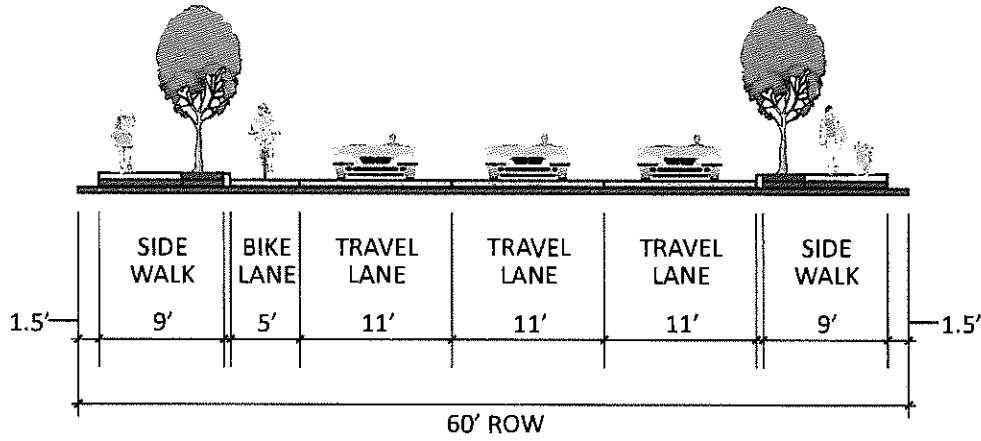 SIDE WALK
BIKE LANE
TRAVEL LANE
TRAVEL LANE
TRAVEL LANE
SIDE WALK
1.5'
9'
5'
11'
11'
11'
9'
1.5'
60' ROW